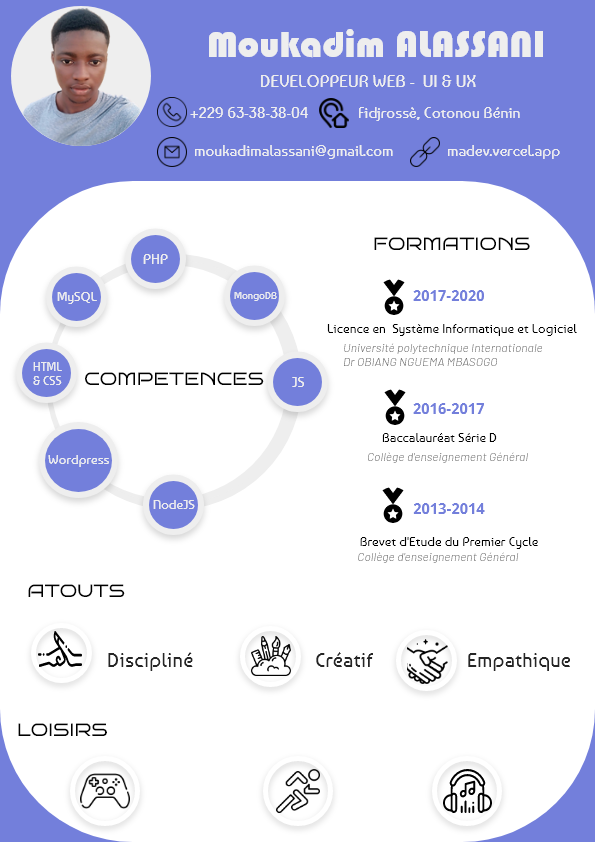 Moukadim ALASSANI
DEVELOPPEUR WEB - UI & UX
+229 63-38-38-04
Fidjrossè, Cotonou Bénin
moukadimalassani@gmail.com
madev.vercel.app
COMPETENCES
PHP
MongoDB
JS
NodeJS
Wordpress
HTML
& CSS
MySQL
FORMATIONS
2017-2020
Licence en Système Informatique et Logiciel
Université polytechnique Internationale
Dr OBIANG NGUEMA MBASOGO
2016-2017
Baccalauréat Série D
Collège d'enseignement Général
2013-2014
Brevet d'Etude du Premier Cycle
Collège d'enseignement Général
ATOUTS
Discipliné
Créatif
Empathique
LOISIRS